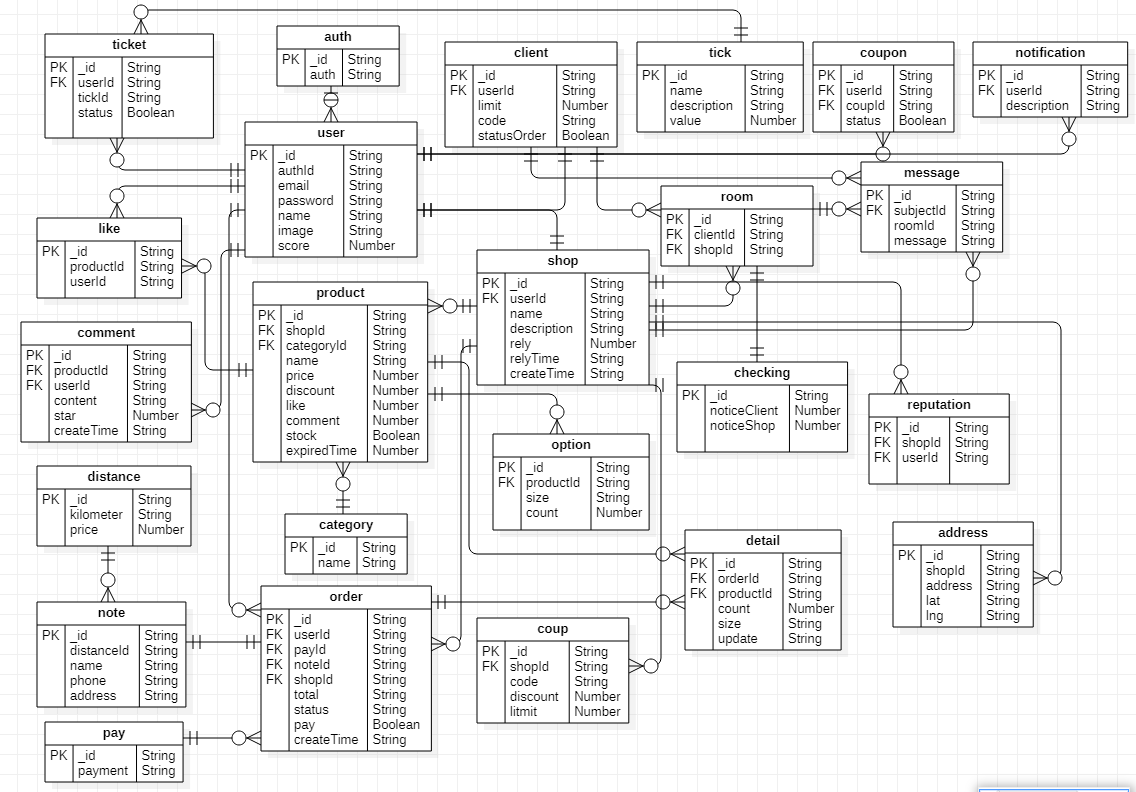 ticket
PK _id String
FK userId String
tickId String
status Boolean
auth
PK _id String
auth String
client
PK _id String
FK userId String
limit Number
code String
statusOrder Boolean
tick
PK _id String
name String
description String
value Number
coupon
PK _id String
FK userId String
FK coupId String
status Boolean
notification
PK _id String
FK userId String
description String
user
PK _id String
authId String
email String
password String
name String
image String
score Number
message
PK _id String
FK subjectId String
roomId String
message String
room
PK _id String
FK clientId String
FK shopId String
like
PK _id String
productId String
userId String
shop
PK _id String
FK userId String
name String
description String
rely Number
relyTime String
createTime String
product
PK _id String
FK shopId String
FK categoryId String
name String
price Number
discount Number
like Number
comment Number
stock Boolean
expiredTime Number
comment
PK _id String
FK productId String
FK userId String
content String
star Number
createTime String
checking
PK _id String
noticeClient Number
noticeShop Number
reputation
PK _id String
FK shopId String
FK userId String
option
PK _id String
FK productId String
size String
count Number
distance
PK _id String
kilometer String
price Number
category
PK _id String
name String
detail
PK _id String
FK orderId String
FK productId String
count Number
size String
update String
address
PK _id String
shopId String
address String
lat String
lng String
note
PK _id String
distanceId String
name String
phone String
address String
order
PK _id String
FK userId String
FK payId String
FK noteId String
FK shopId String
total String
status String
pay Boolean
createTime String
coup
PK _id String
FK shopId String
code String
discount Number
litmit Number
pay
PK _id String
payment String